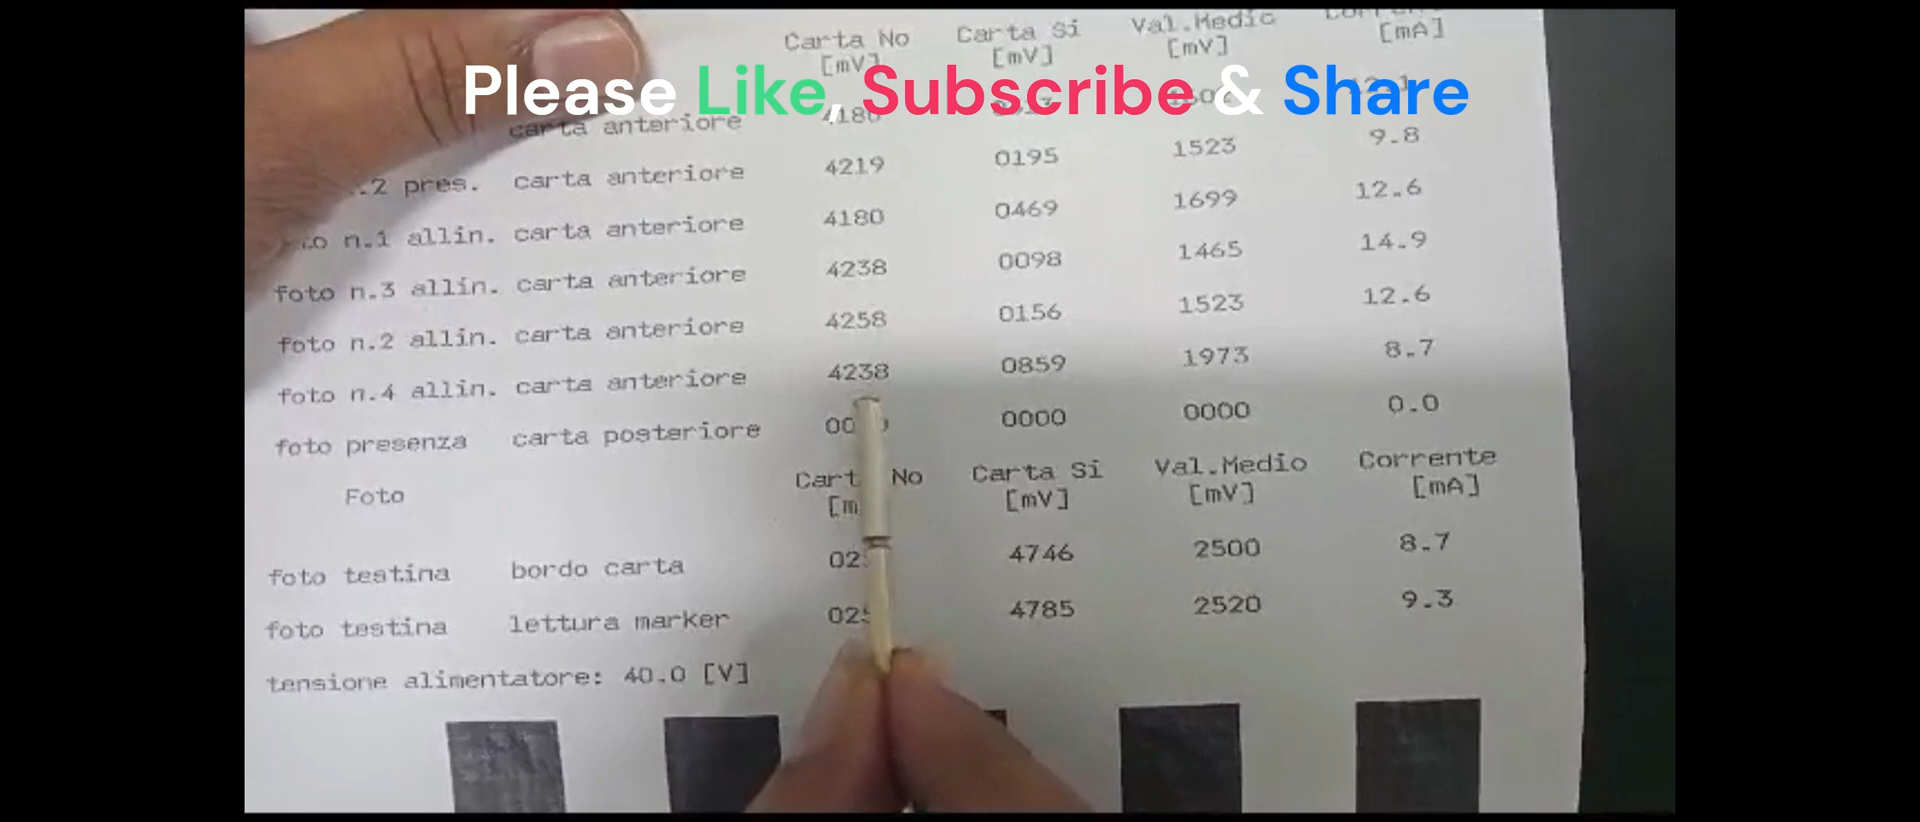 Carta No Carta Si Val.Medio
[mV] [mV] [mV] [mA]
Please Like, Subscribe & Share
carta anteriore
.2 pres. carta anteriore 4219 0195 1523 9.8
n.1 allin. carta anteriore 4180 0469 1699 12.6
foto n.3 allin. carta anteriore 4238 0098 1465 14.9
foto n.2 allin. carta anteriore 4258 0156 1523 12.6
foto n.4 allin. carta anteriore 4238 0859 1973 8.7
foto presenza carta posteriore 0000 0000 0.0
Foto Carta No Carta Si Val.Medio Corrente
[mV] [mV] [mA]
foto testina bordo carta 4746 2500 8.7
foto testina lettura marker 4785 2520 9.3
tensione alimentatore: 40.0 [V]